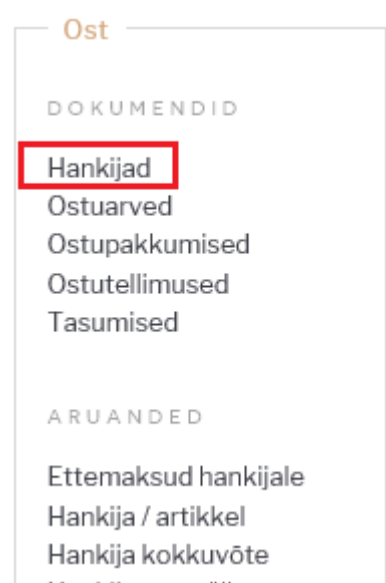 Ost
DOKUMENDID
Hankijad
Ostuarved
Ostupakkumised
Ostutellimused
Tasumised
ARUANDED
Ettemaksud hankijale
Hankija / artikkel
Hankija kokkuvõte